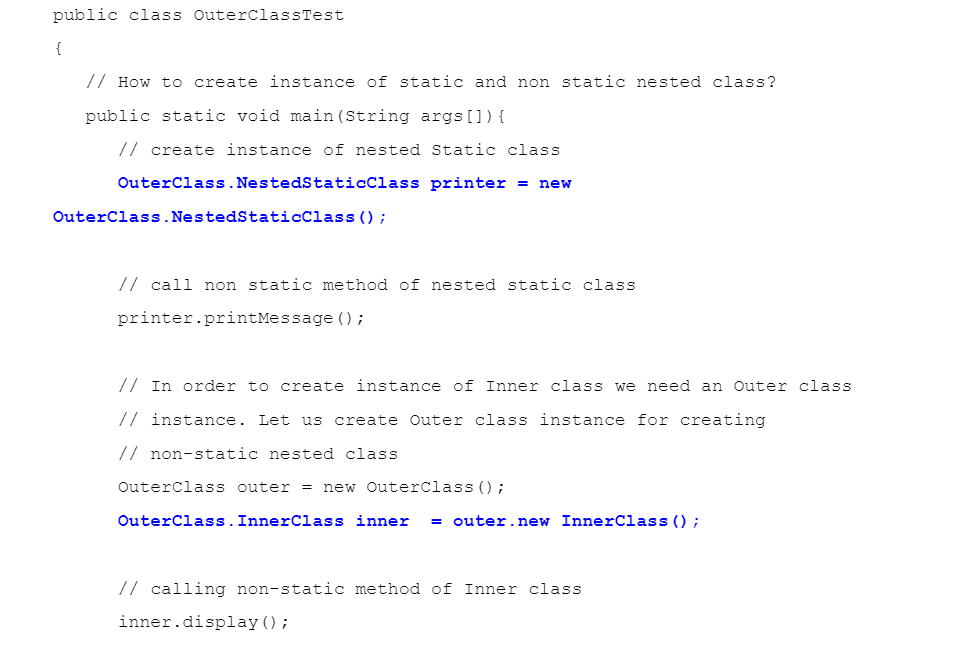 public class OuterClassTest
{
// How to create instance of static and non static nested class?
public static void main(String args[]){
// create instance of nested Static class
OuterClass.NestedStaticClass printer = new
OuterClass.NestedStaticClass();
// call non static method of nested static class
printer.printMessage();
// In order to create instance of Inner class we need an Outer class
// instance. Let us create Outer class instance for creating
// non-static nested class
OuterClass outer = new OuterClass();
OuterClass.InnerClass inner  = outer.new InnerClass();
// calling non-static method of Inner class
inner.display();